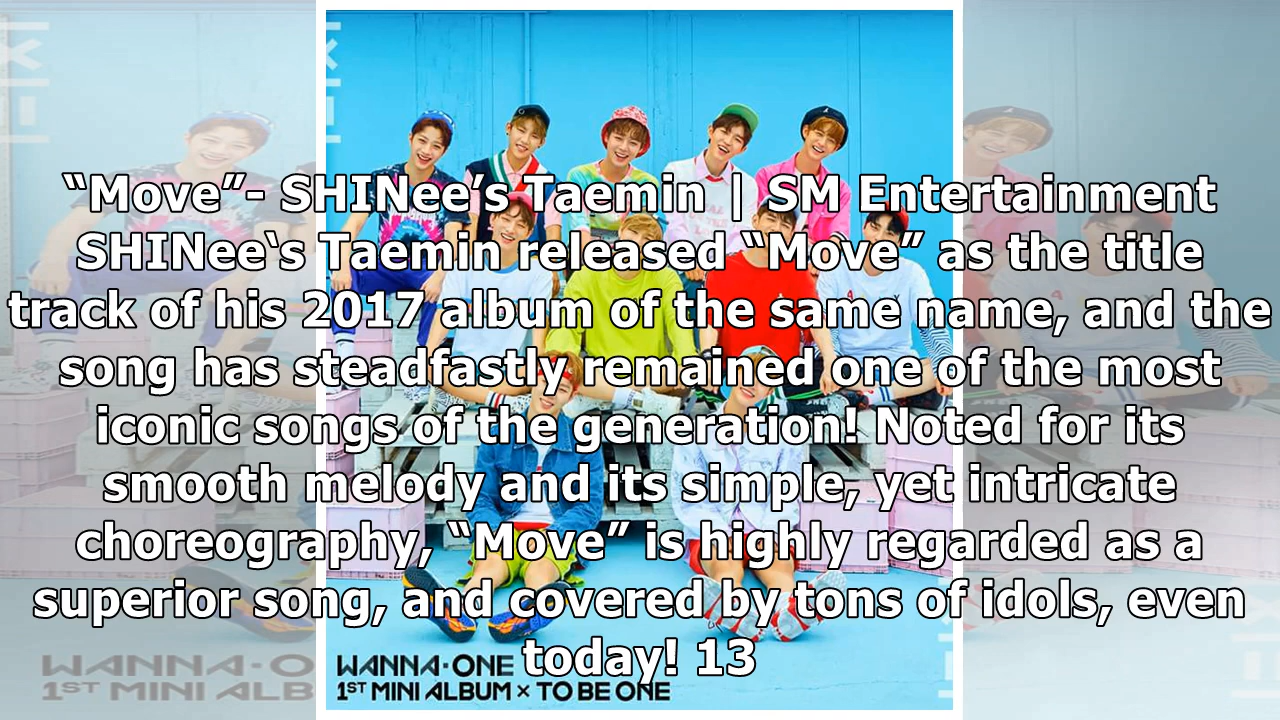 “Move”- SHINee’s Taemin | SM Entertainment
SHINee‘s Taemin released “Move” as the title
track of his 2017 album of the same name, and the
song has steadfastly remained one of the most
iconic songs of the generation! Noted for its
smooth melody and its simple, yet intricate
choreography, “Move” is highly regarded as a
superior song, and covered by tons of idols, even
today! 13
WANNA·ONE
1ST MINI ALBUM × TO BE ONE
WANNA·O
1ST MINI ALB